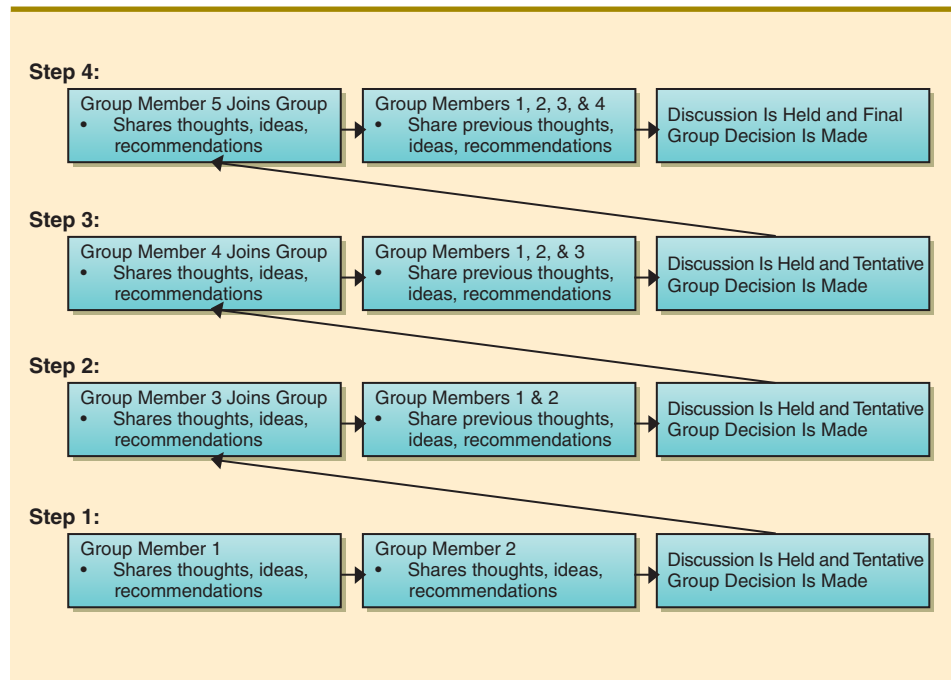 Step 4:
Group Member 5 Joins Group
• Shares thoughts, ideas,
recommendations
Group Members 1, 2, 3, & 4
• Share previous thoughts,
ideas, recommendations
Discussion Is Held and Final
Group Decision Is Made
Step 3:
Group Member 4 Joins Group
• Shares thoughts, ideas,
recommendations
Group Members 1, 2, & 3
• Share previous thoughts,
ideas, recommendations
Discussion Is Held and Tentative
Group Decision Is Made
Step 2:
Group Member 3 Joins Group
• Shares thoughts, ideas,
recommendations
Group Members 1 & 2
• Share previous thoughts,
ideas, recommendations
Discussion Is Held and Tentative
Group Decision Is Made
Step 1:
Group Member 1
• Shares thoughts, ideas,
recommendations
Group Member 2
• Shares thoughts, ideas,
recommendations
Discussion Is Held and Tentative
Group Decision Is Made